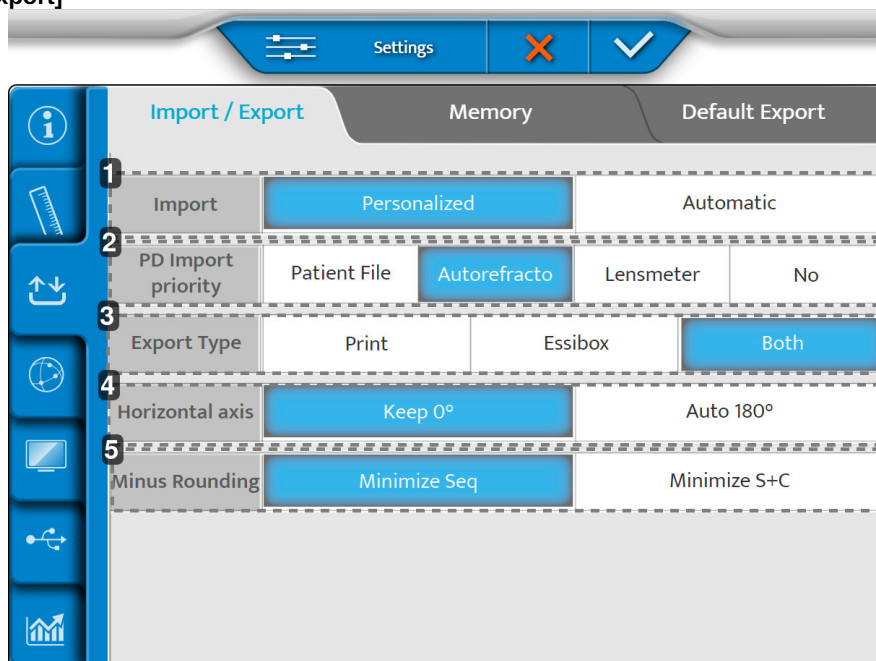 xport]
Settings
Import / Export Memory Default Export
1
Import Personalized Automatic
2
PD Import
priority Patient File Autorefracto Lensmeter No
3
Export Type Print Essibox Both
4
Horizontal axis Keep 0° Auto 180°
5
Minus Rounding Minimize Seq Minimize S+C